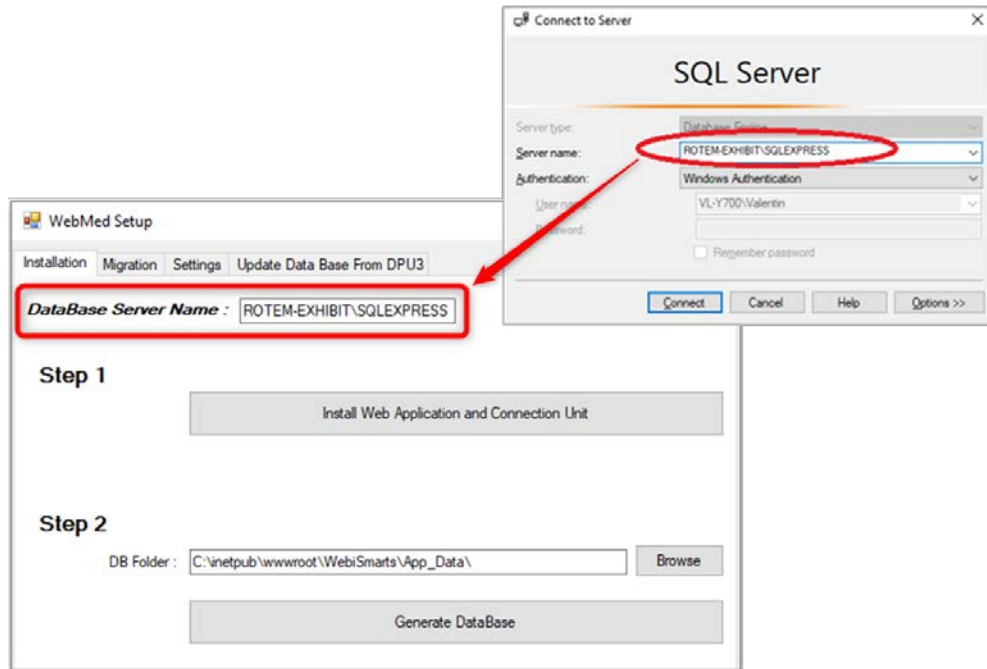 Connect to Server
SQL Server
Server type:
Database Engine
Server name:
ROTEM-EXHIBIT\SQLEXPRESS
Authentication:
Windows Authentication
User name:
VL-Y700\Valentin
Password:
Remember password
Connect
Cancel
Help
Options >>
WebMed Setup
Installation
Migration
Settings
Update Data Base From DPU3
DataBase Server Name :
ROTEM-EXHIBIT\SQLEXPRESS
Step 1
Install Web Application and Connection Unit
Step 2
DB Folder :
C:\inetpub\wwwroot\WebiSmarts\App_Data\
Browse
Generate DataBase